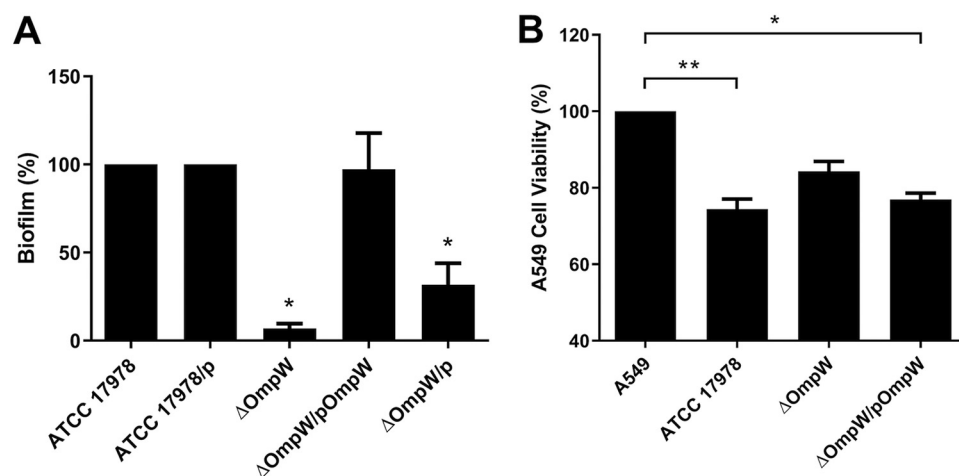 A
Biofilm (%)
150
100
50
0
*
*
ATCC 17978
ATCC 17978/p
ΔOmpW
ΔOmpW/pOmpW
ΔOmpW/p
B
A549 Cell Viability (%)
120
100
80
60
40
*
**
A549
ATCC 17978
ΔOmpW
ΔOmpW/pOmpW